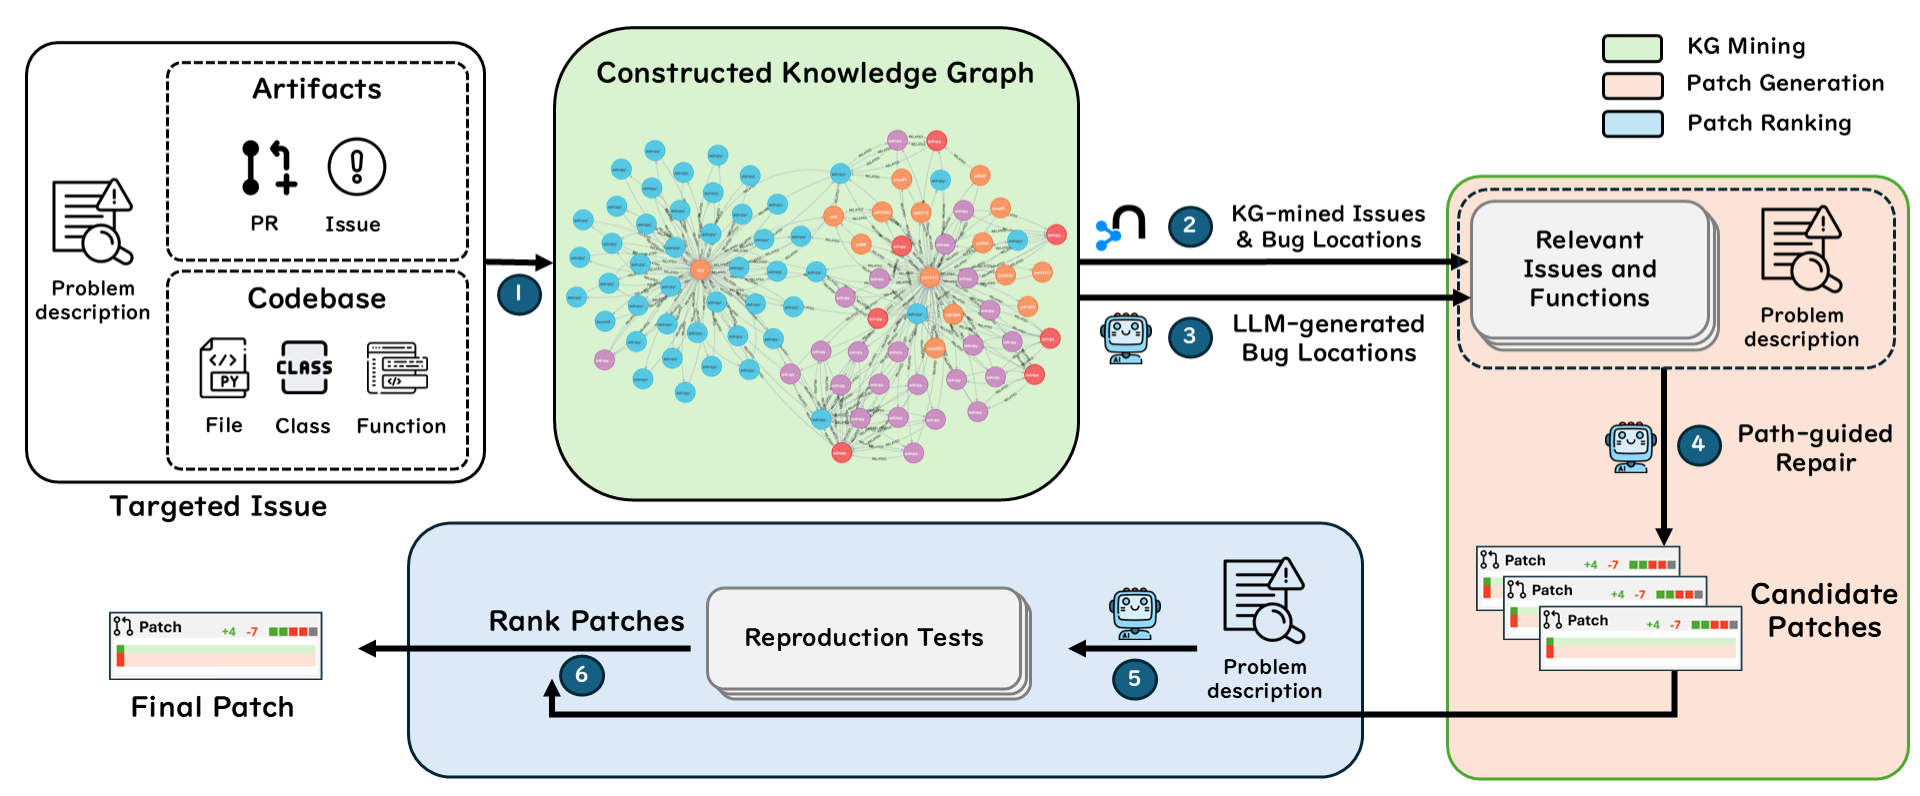 Artifacts
PR
Issue
Problem
description
Codebase
PY
CLASS
File
Class
Function
Targeted Issue
1
Constructed Knowledge Graph
2
KG-mined Issues
& Bug Locations
AI
3
LLM-generated
Bug Locations
KG Mining
Patch Generation
Patch Ranking
Relevant
Issues and
Functions
Problem
description
AI
4
Path-guided
Repair
Patch
+4 -7
Patch
+4 -7
Patch
+4 -7
Candidate
Patches
Problem
description
AI
5
Reproduction Tests
Rank Patches
6
Patch
+4 -7
Final Patch